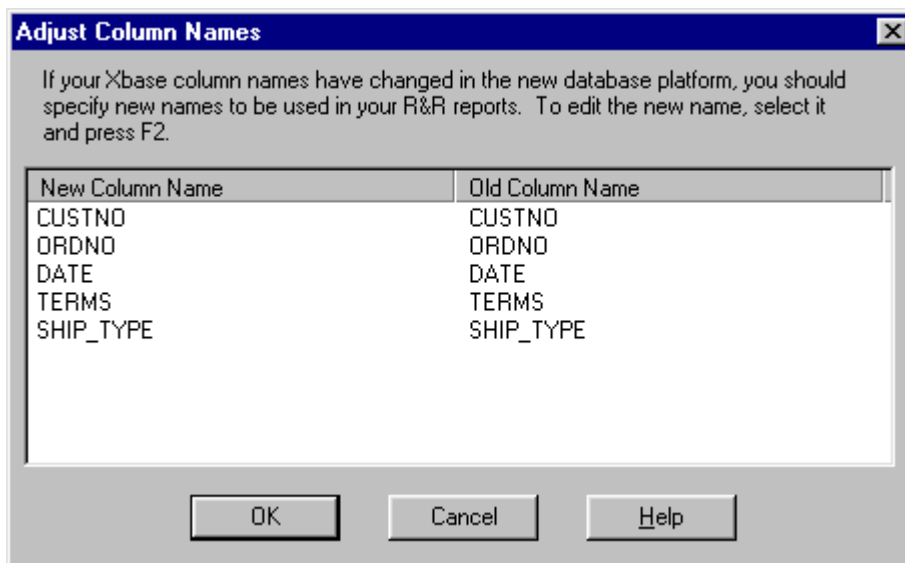 Adjust Column Names
If your Xbase column names have changed in the new database platform, you should
specify new names to be used in your R&R reports.  To edit the new name, select it
and press F2.
New Column Name Old Column Name
CUSTNO CUSTNO
ORDNO ORDNO
DATE DATE
TERMS TERMS
SHIP_TYPE SHIP_TYPE
OK Cancel Help